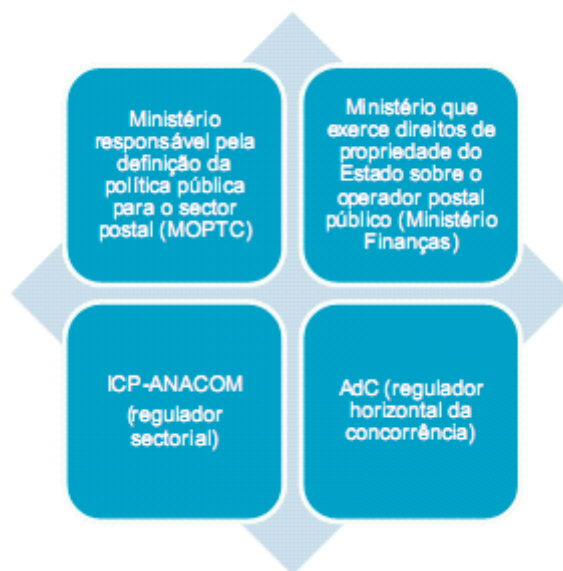 Ministério
responsável pela
definição da
política pública
para o sector
postal (MOPTC)
Ministério que
exerce direitos de
propriedade do
Estado sobre o
operador postal
público (Ministério
Finanças)
ICP-ANACOM
(regulador
sectorial)
AdC (regulador
horizontal da
concorrência)